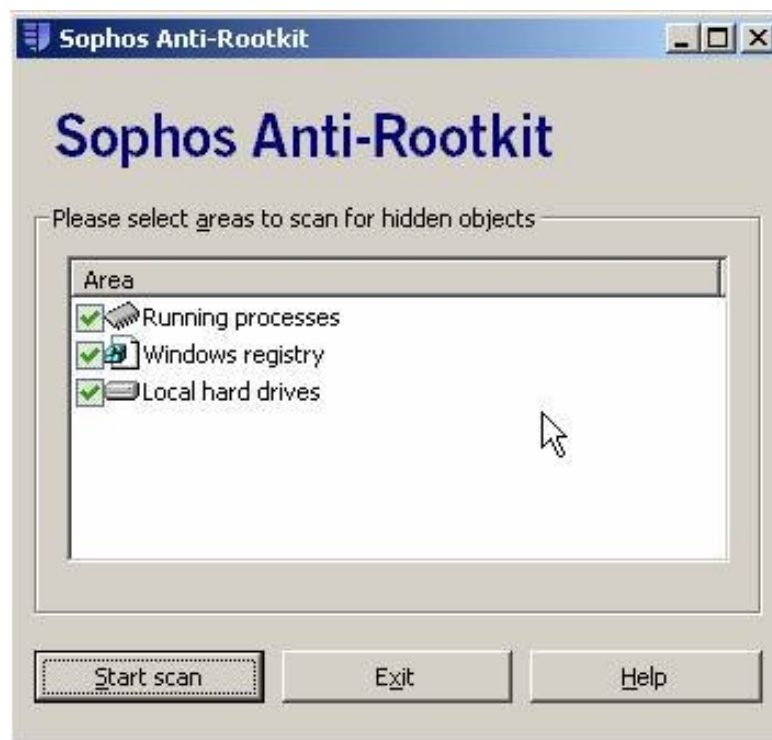 Sophos Anti-Rootkit
Sophos Anti-Rootkit
Please select areas to scan for hidden objects
Area
Running processes
Windows registry
Local hard drives
Start scan
Exit
Help